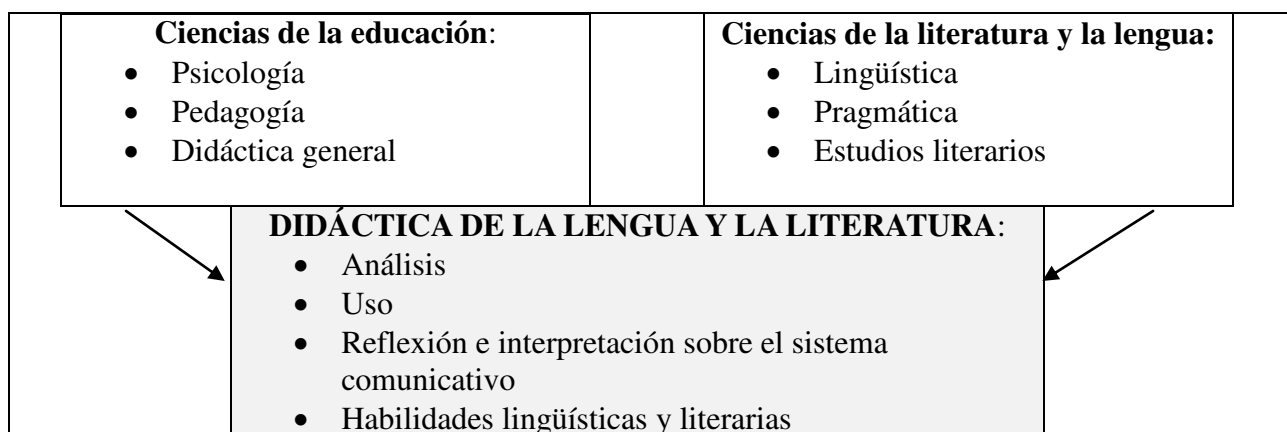 Ciencias de la educación:
• Psicología
• Pedagogía
• Didáctica general
Ciencias de la literatura y la lengua:
• Lingüística
• Pragmática
• Estudios literarios
DIDÁCTICA DE LA LENGUA Y LA LITERATURA:
• Análisis
• Uso
• Reflexión e interpretación sobre el sistema
comunicativo
• Habilidades lingüísticas y literarias